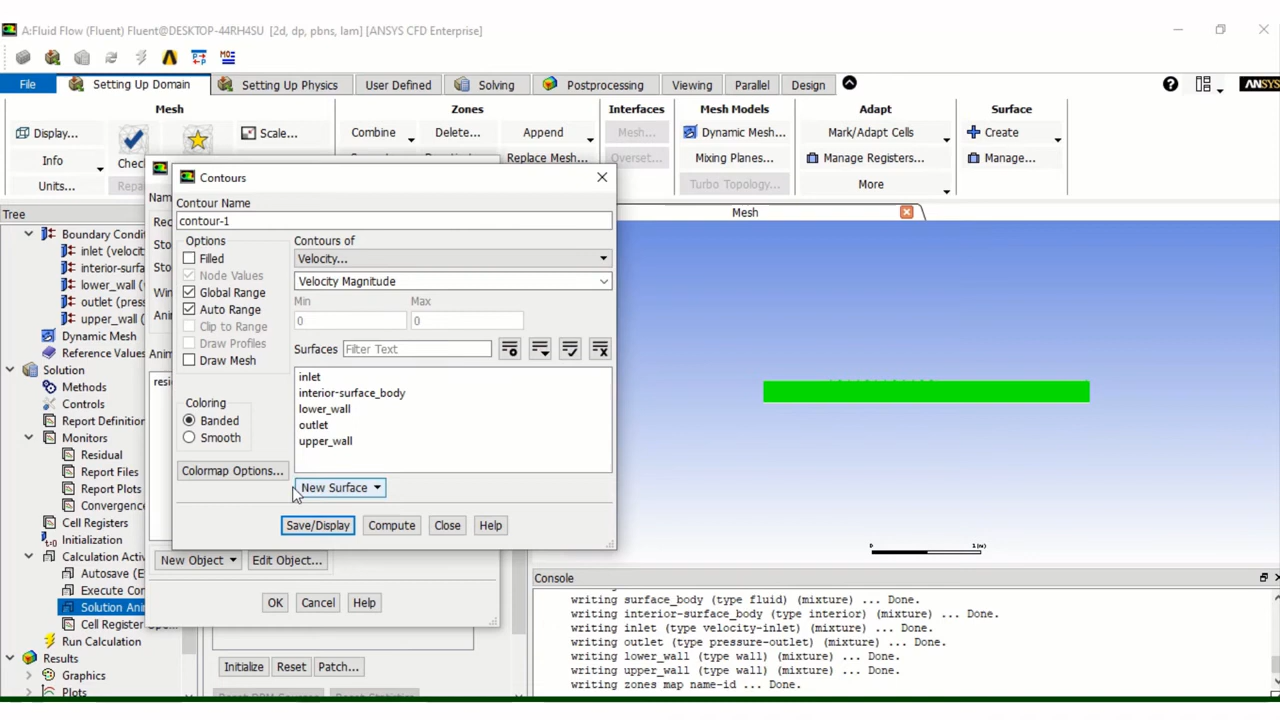 A:Fluid Flow (Fluent) Fluent@DESKTOP-44RH4SU [2d, dp, pbns, lam] [ANSYS CFD Enterprise]
File Setting Up Domain Setting Up Physics User Defined Solving Postprocessing Viewing Parallel Design ANSYS
Mesh Zones Interfaces Mesh Models Adapt Surface
Display... Scale... Combine Delete... Append Mesh... Dynamic Mesh... Mark/Adapt Cells Create
Info Check Replace Mesh... Overset... Mixing Planes... Manage Registers... Manage...
Units... Turbo Topology... More
Tree
Mesh
Boundary Condition
inlet (velocity
interior-surfa
lower_wall (
outlet (press
upper_wall (
Dynamic Mesh
Reference Values
Solution
Methods
Controls
Report Definition
Monitors
Residual
Report Files
Report Plots
Convergence
Cell Registers
Initialization
Calculation Activ
Autosave (E
Execute Con
Solution Ani
Cell Register
Run Calculation
Results
Graphics
Plots
Contours
Contour Name
contour-1
Options
Filled
Node Values
Global Range
Auto Range
Clip to Range
Draw Profiles
Draw Mesh
Coloring
Banded
Smooth
Colormap Options...
Contours of
Velocity...
Velocity Magnitude
Min Max
0 0
Surfaces Filter Text
inlet
interior-surface_body
lower_wall
outlet
upper_wall
New Surface
Save/Display Compute Close Help
New Object Edit Object...
OK Cancel Help
Initialize Reset Patch...
Console
writing surface_body (type fluid) (mixture) ... Done.
writing interior-surface_body (type interior) (mixture) ... Done.
writing inlet (type velocity-inlet) (mixture) ... Done.
writing outlet (type pressure-outlet) (mixture) ... Done.
writing lower_wall (type wall) (mixture) ... Done.
writing upper_wall (type wall) (mixture) ... Done.
writing zones map name-id ... Done.